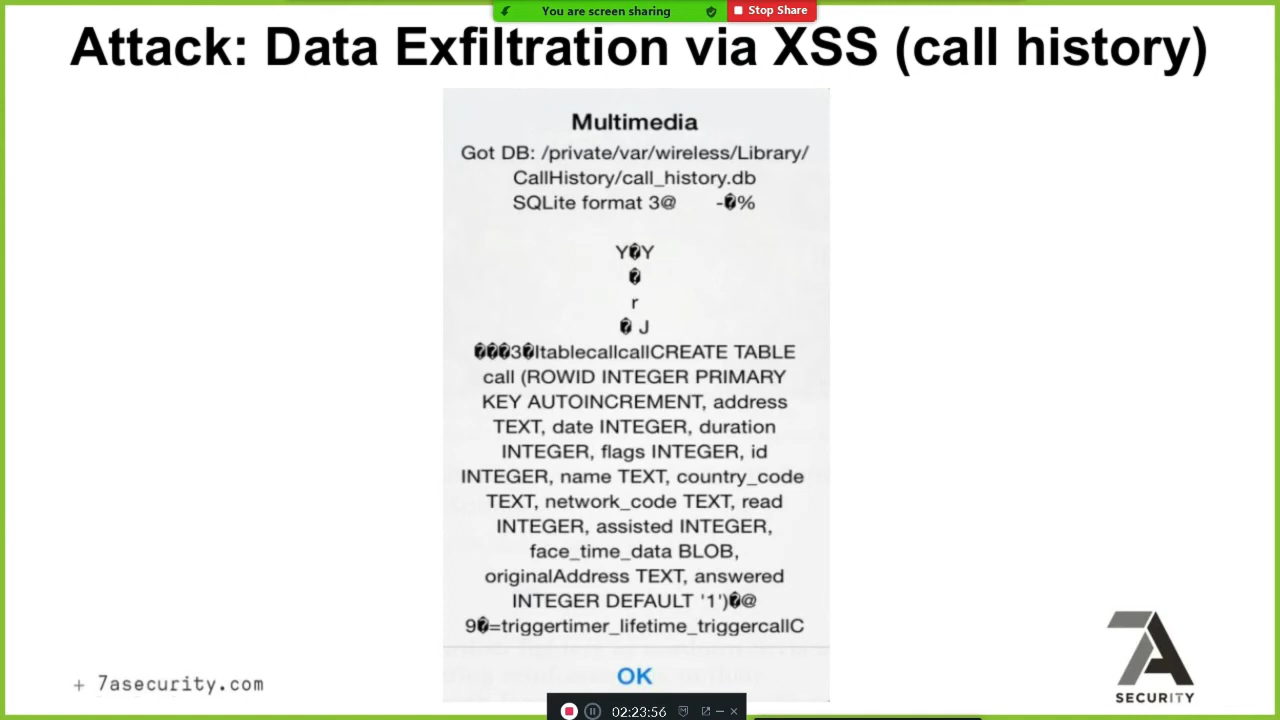 You are screen sharing
Stop Share
Attack: Data Exfiltration via XSS (call history)
Multimedia
Got DB: /private/var/wireless/Library/
CallHistory/call_history.db
SQLite format 3@ -�%
Y�Y
�
r
� J
���3�ltablecallcallCREATE TABLE
call (ROWID INTEGER PRIMARY
KEY AUTOINCREMENT, address
TEXT, date INTEGER, duration
INTEGER, flags INTEGER, id
INTEGER, name TEXT, country_code
TEXT, network_code TEXT, read
INTEGER, assisted INTEGER,
face_time_data BLOB,
originalAddress TEXT, answered
INTEGER DEFAULT '1')�@
9�=triggertimer_lifetime_triggercallC
OK
+ 7asecurity.com
7A
SECURITY
02:23:56